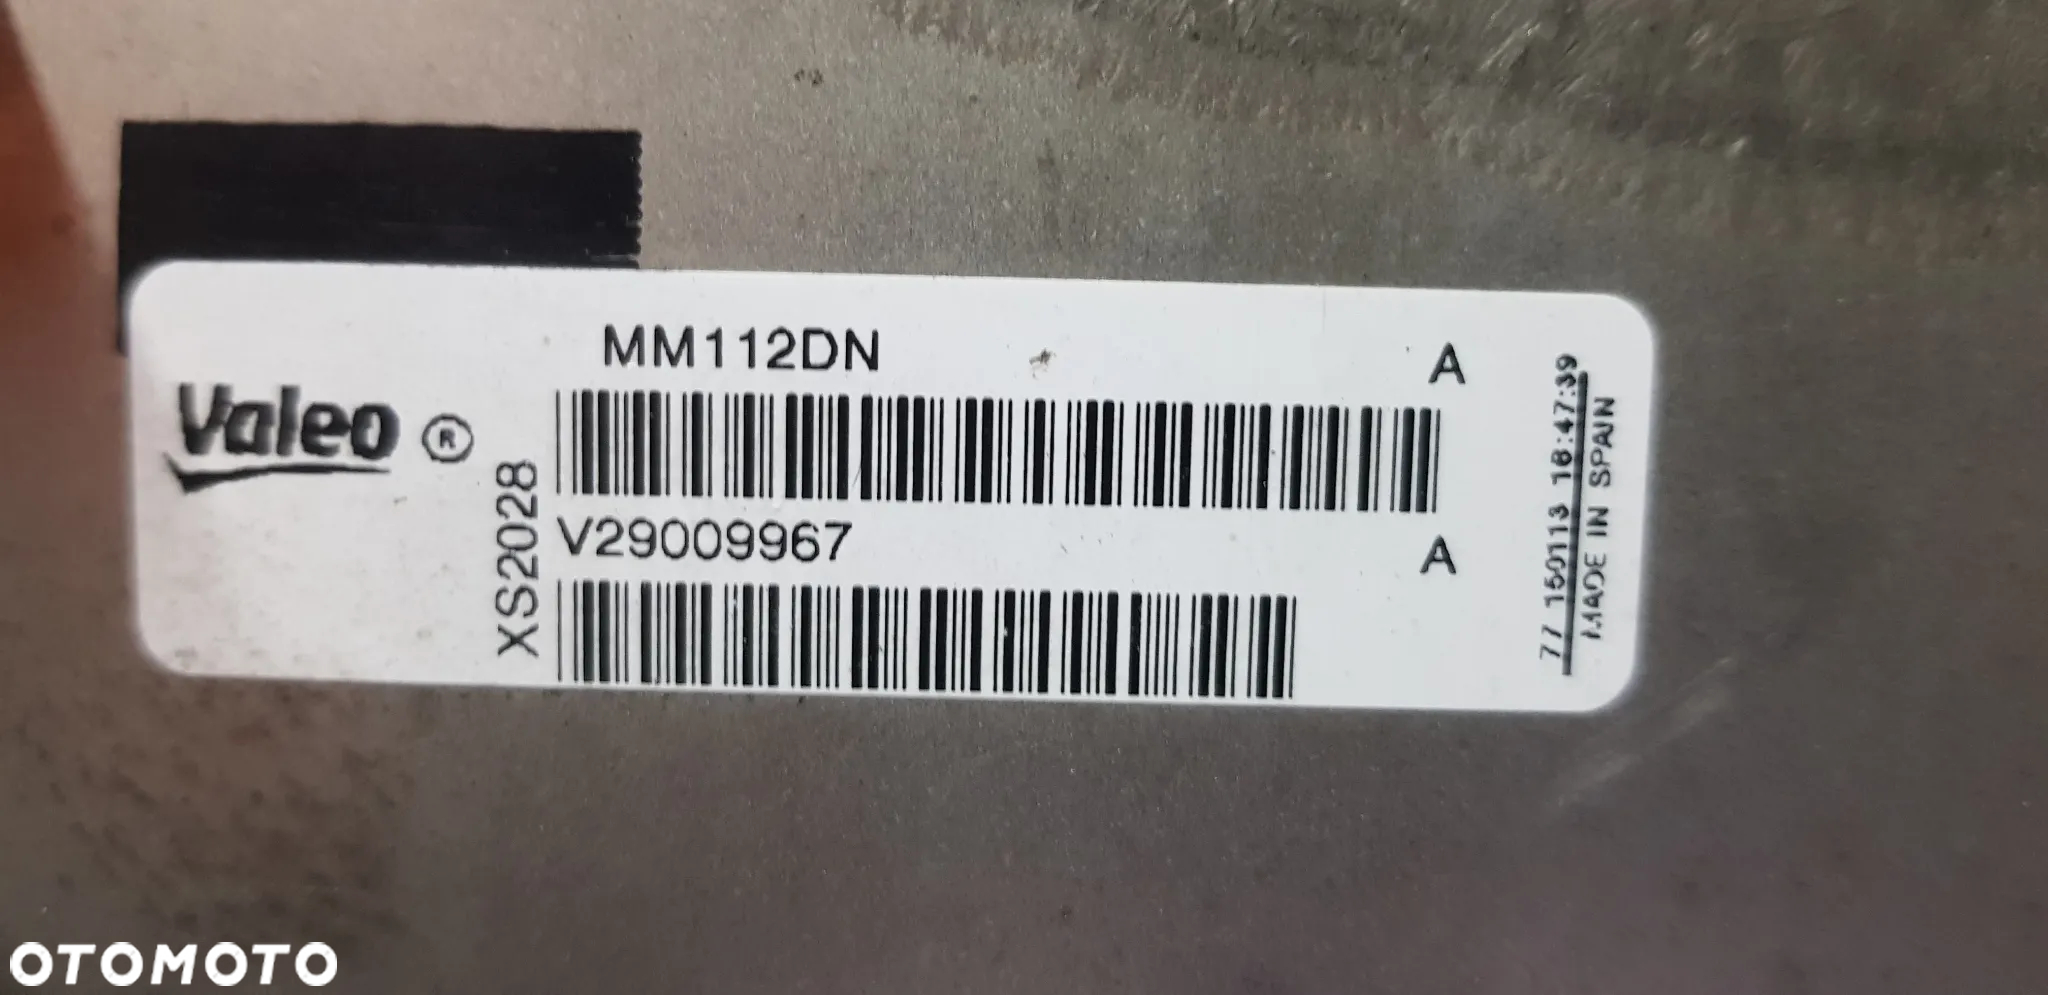 MM112DN A
Valeo ®
XS2028
V29009967 A
77 150113 18:47:39
MADE IN SPAIN
OTOMOTO